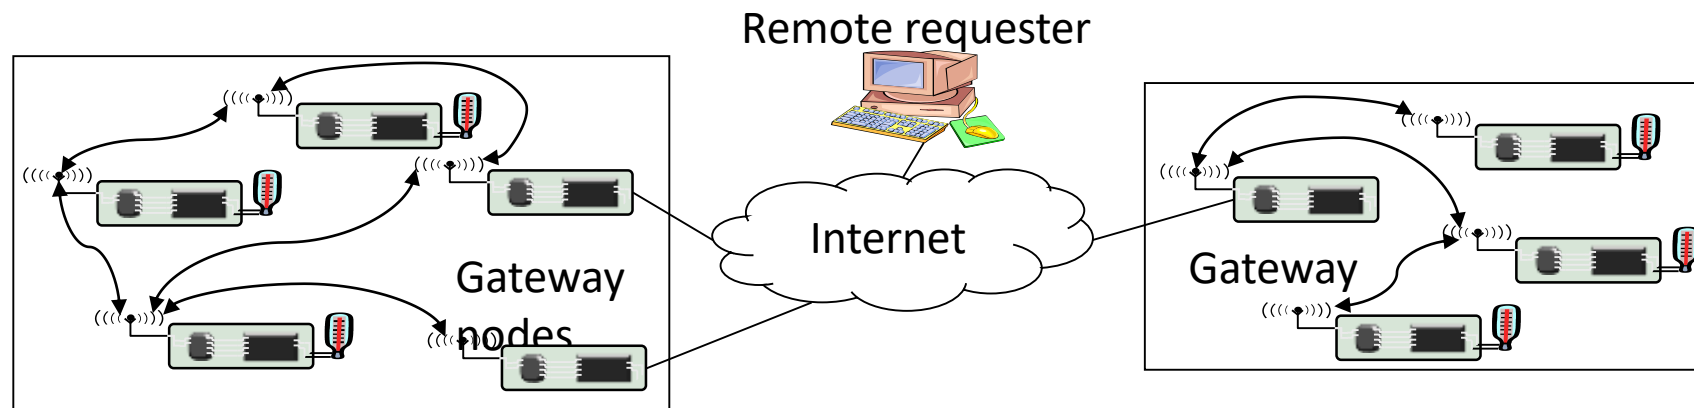 Remote requester
Internet
Gateway
nodes
Gateway